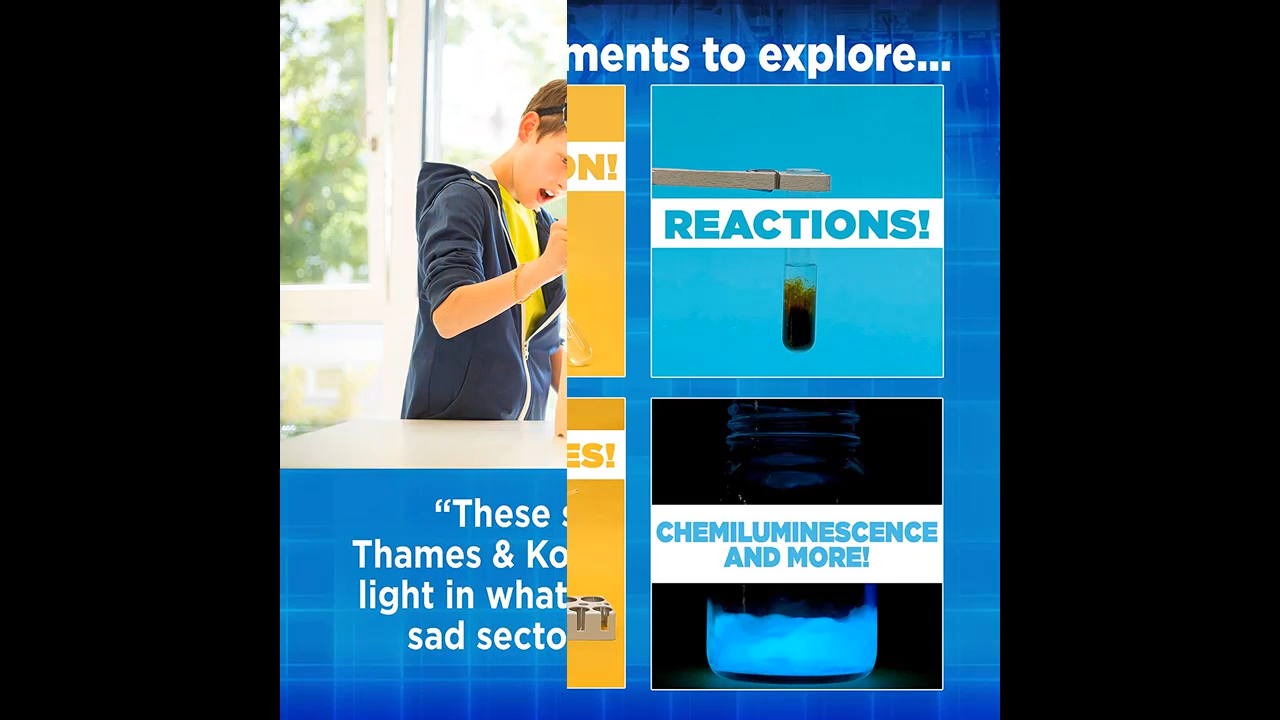 ments to explore...
ON!
REACTIONS!
ES!
CHEMILUMINESCENCE
AND MORE!
“These s
Thames & Ko
light in what
sad secto